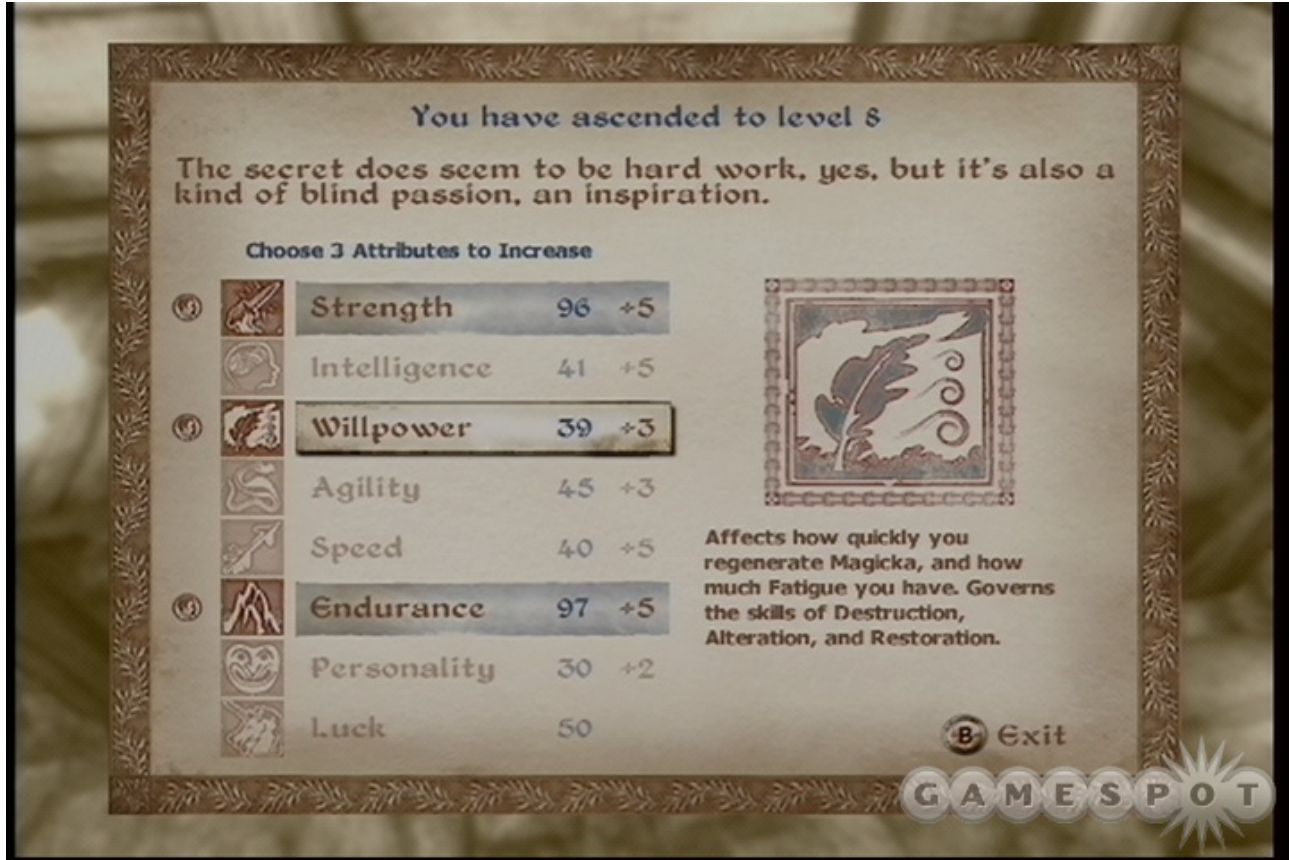 You have ascended to level 8
The secret does seem to be hard work, yes, but it's also a
kind of blind passion, an inspiration.
Choose 3 Attributes to Increase
Strength 96 +5
Intelligence 41 +5
Willpower 39 +3
Agility 45 +3
Speed 40 +5
Endurance 97 +5
Personality 30 +2
Luck 50
Affects how quickly you
regenerate Magicka, and how
much Fatigue you have. Governs
the skills of Destruction,
Alteration, and Restoration.
B Exit
GAMESPOT